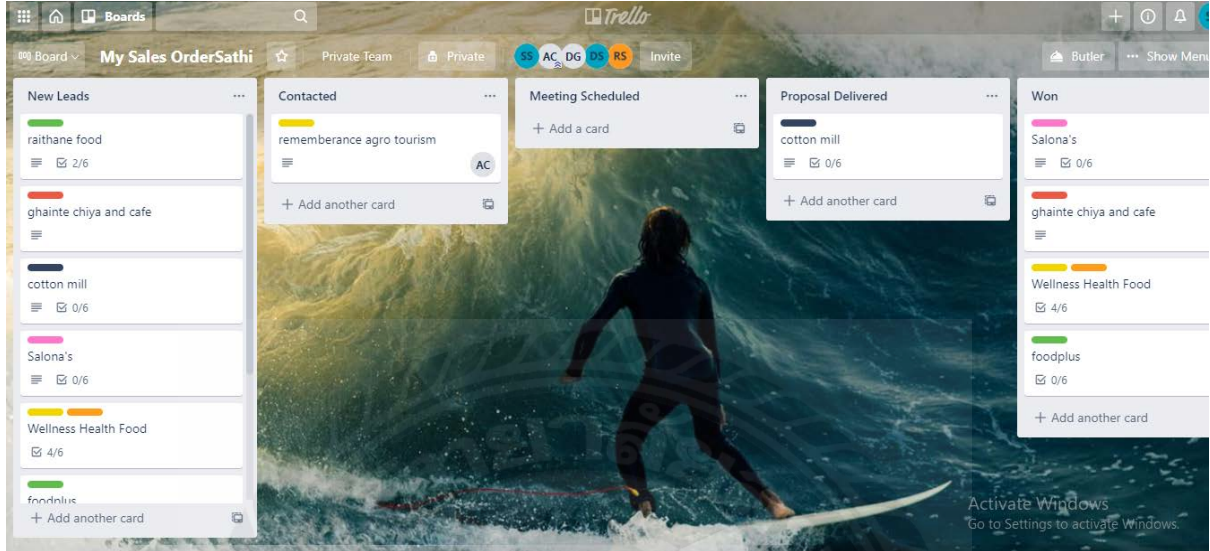 Boards
Trello
Board
My Sales OrderSathi
Private Team
Private
SS AC DG DS RS
Invite
Butler
... Show Menu
New Leads
raithane food
2/6
ghainte chiya and cafe
cotton mill
0/6
Salona's
0/6
Wellness Health Food
4/6
foodplus
+ Add another card
Contacted
rememberance agro tourism
AC
+ Add another card
Meeting Scheduled
+ Add a card
Proposal Delivered
cotton mill
0/6
+ Add another card
Won
Salona's
0/6
ghainte chiya and cafe
Wellness Health Food
4/6
foodplus
0/6
+ Add another card
Activate Windows
Go to Settings to activate Windows.